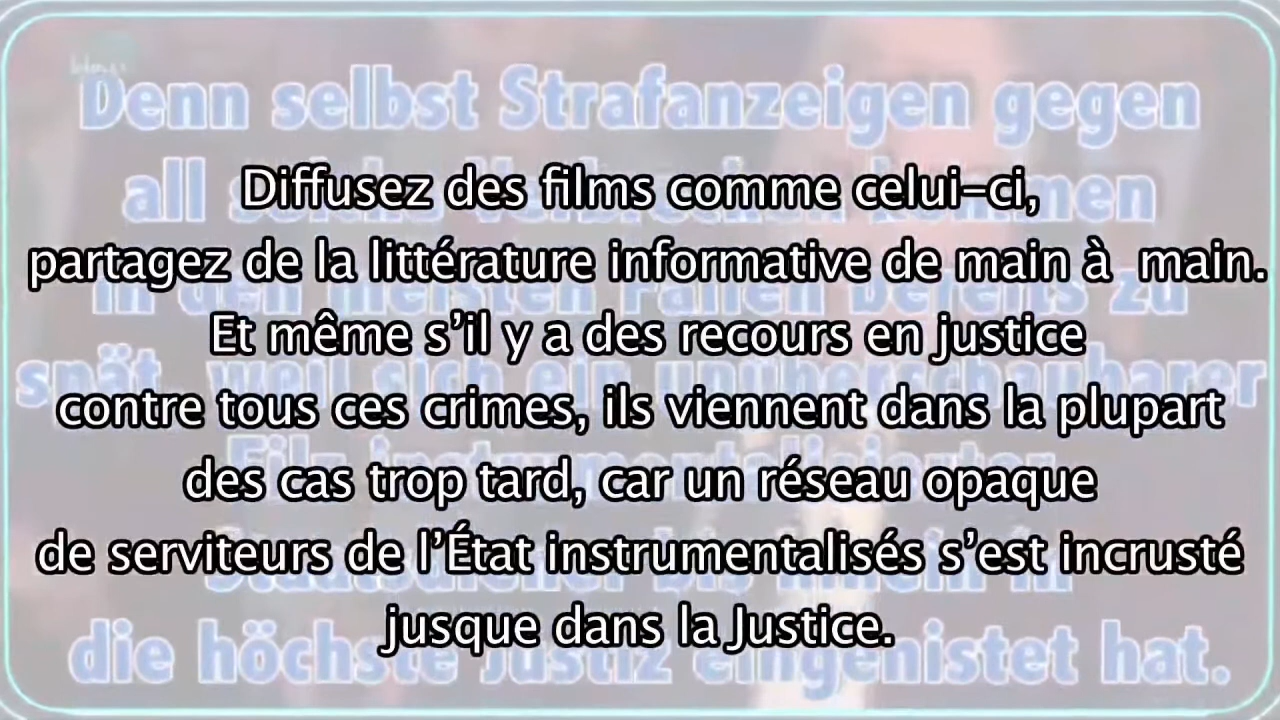 Denn selbst Strafanzeigen gegen
all
Diffusez des films comme celui-ci,
partagez de la littérature informative de main à main.
Et même s'il y a des recours en justice
contre tous ces crimes, ils viennent dans la plupart
des cas trop tard, car un réseau opaque
de serviteurs de l'État instrumentalisés s'est incrusté
jusque dans la Justice.
die höchste Justiz eingenistet hat.